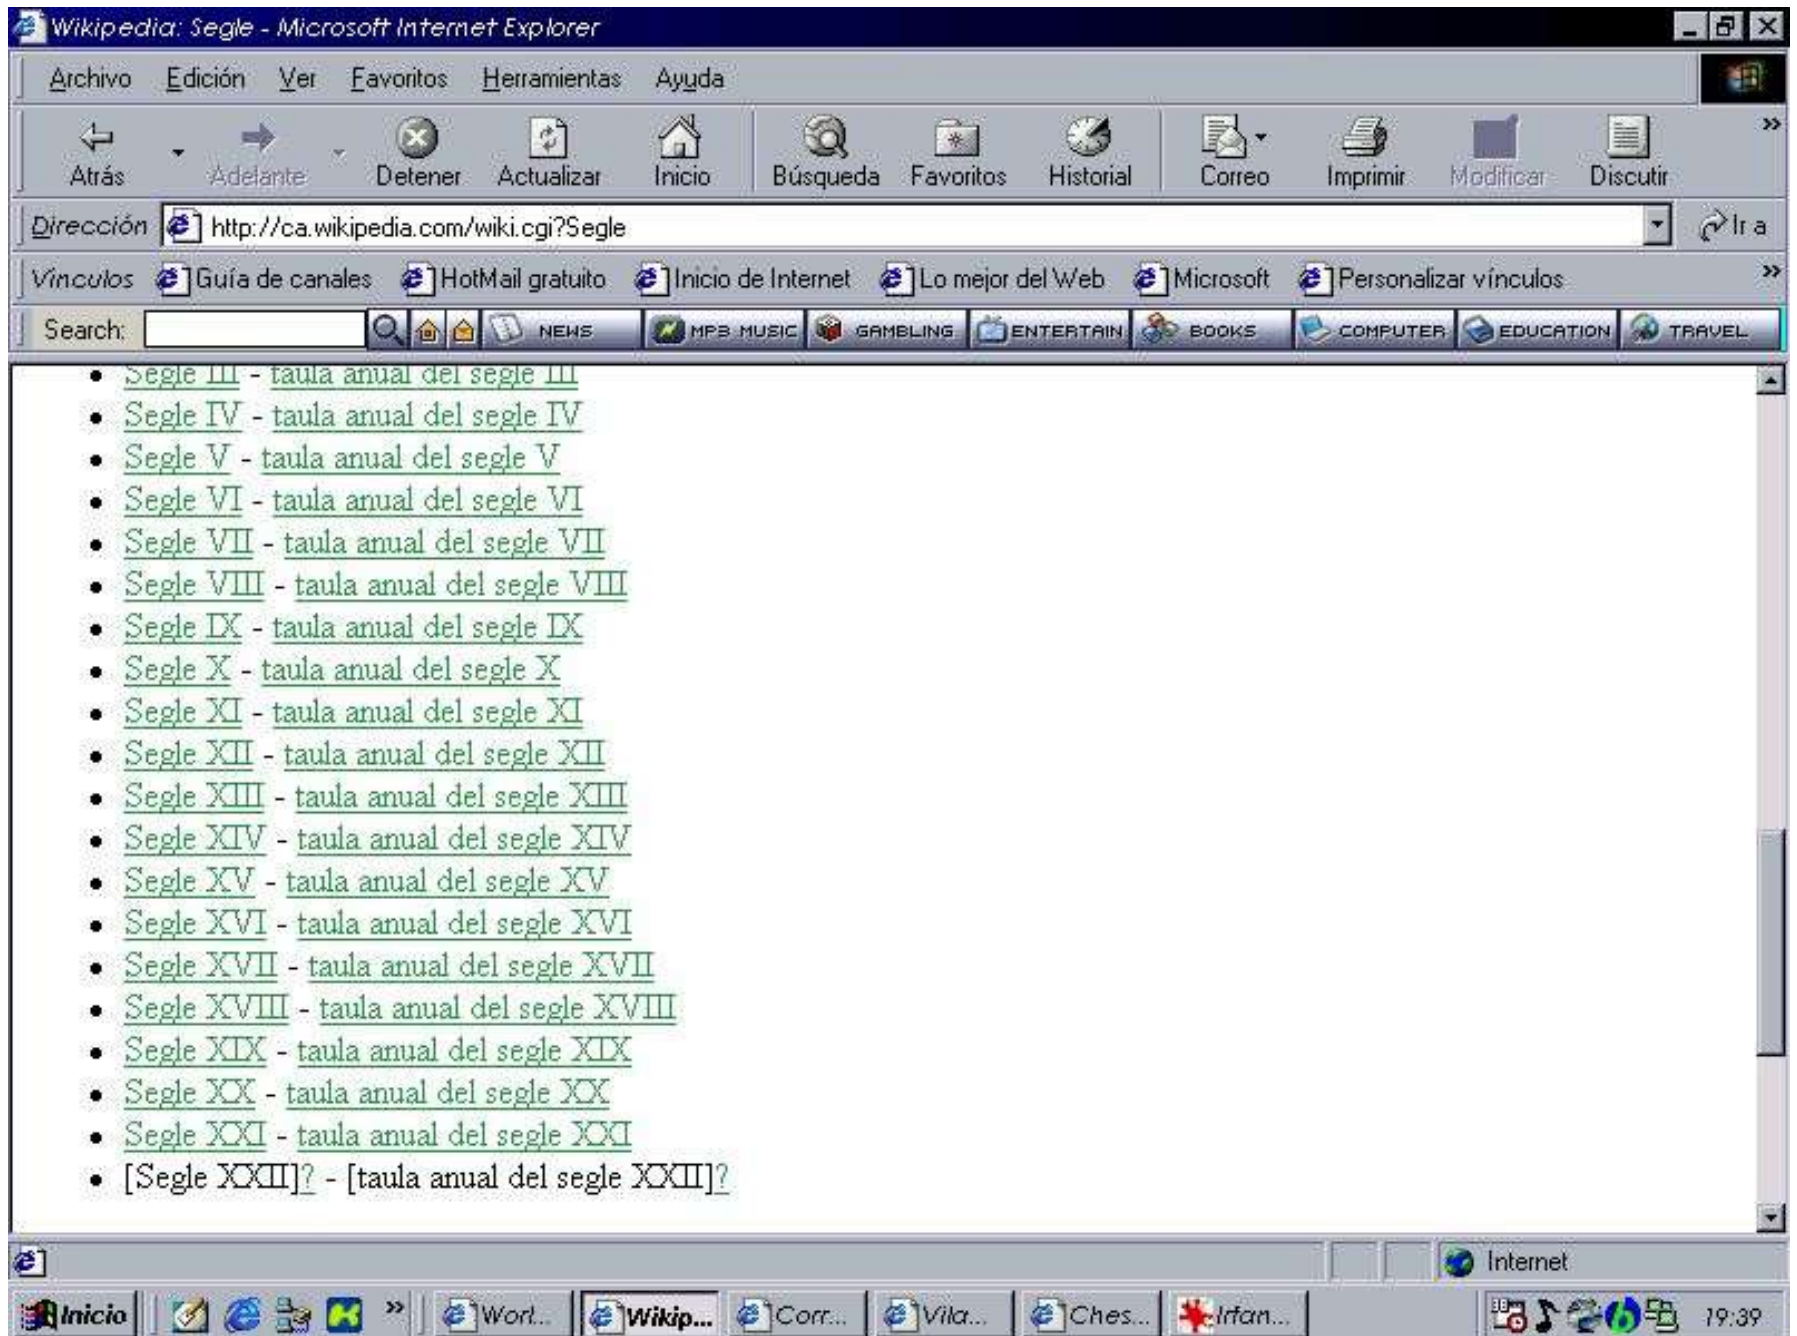 Wikipedia: Segle - Microsoft Internet Explorer
Archivo Edición Ver Favoritos Herramientas Ayuda
Atrás Adelante Detener Actualizar Inicio Búsqueda Favoritos Historial Correo Imprimir Modificar Discutir »
Dirección http://ca.wikipedia.com/wiki.cgi?Segle Ir a
Vínculos Guía de canales HotMail gratuito Inicio de Internet Lo mejor del Web Microsoft Personalizar vínculos »
Search: NEWS MP3 MUSIC GAMBLING ENTERTAIN BOOKS COMPUTER EDUCATION TRAVEL
• Segle III - taula anual del segle III
• Segle IV - taula anual del segle IV
• Segle V - taula anual del segle V
• Segle VI - taula anual del segle VI
• Segle VII - taula anual del segle VII
• Segle VIII - taula anual del segle VIII
• Segle IX - taula anual del segle IX
• Segle X - taula anual del segle X
• Segle XI - taula anual del segle XI
• Segle XII - taula anual del segle XII
• Segle XIII - taula anual del segle XIII
• Segle XIV - taula anual del segle XIV
• Segle XV - taula anual del segle XV
• Segle XVI - taula anual del segle XVI
• Segle XVII - taula anual del segle XVII
• Segle XVIII - taula anual del segle XVIII
• Segle XIX - taula anual del segle XIX
• Segle XX - taula anual del segle XX
• Segle XXI - taula anual del segle XXI
• [Segle XXII]? - [taula anual del segle XXII]?
Internet
Inicio » Worl... Wikip... Corr... Vila... Ches... Irfan... 19:39